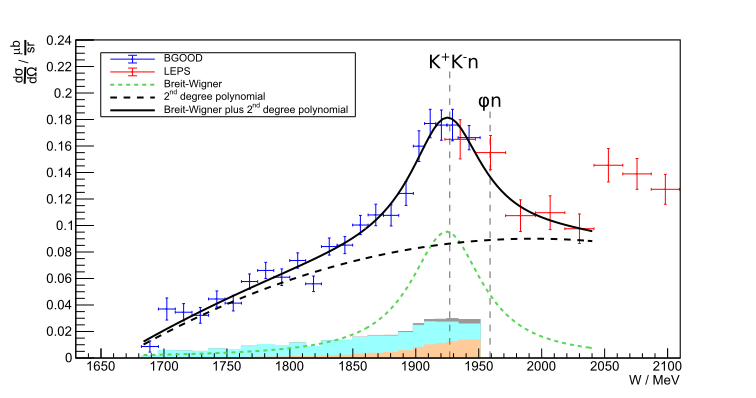 0.24
0.22
0.2
0.18
0.16
0.14
0.12
0.1
0.08
0.06
0.04
0.02
0
dσ/dΩ / μb/sr
BGOOD
LEPS
Breit-Wigner
2nd degree polynomial
Breit-Wigner plus 2nd degree polynomial
K⁺K⁻n
φn
1650 1700 1750 1800 1850 1900 1950 2000 2050 2100
W / MeV